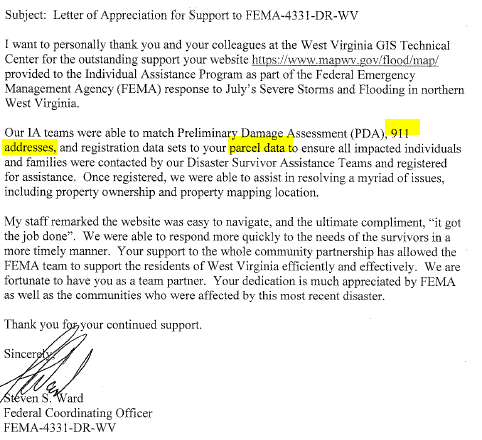 Subject: Letter of Appreciation for Support to FEMA-4331-DR-WV
I want to personally thank you and your colleagues at the West Virginia GIS Technical
Center for the outstanding support your website https://www.mapwv.gov/flood/map/
provided to the Individual Assistance Program as part of the Federal Emergency
Management Agency (FEMA) response to July's Severe Storms and Flooding in northern
West Virginia.
Our IA teams were able to match Preliminary Damage Assessment (PDA), 911
addresses, and registration data sets to your parcel data to ensure all impacted individuals
and families were contacted by our Disaster Survivor Assistance Teams and registered
for assistance. Once registered, we were able to assist in resolving a myriad of issues,
including property ownership and property mapping location.
My staff remarked the website was easy to navigate, and the ultimate compliment, "it got
the job done". We were able to respond more quickly to the needs of the survivors in
a more timely manner. Your support to the whole community partnership has allowed the
FEMA team to support the residents of West Virginia efficiently and effectively. We are
fortunate to have you as a team partner. Your dedication is much appreciated by FEMA
as well as the communities who were affected by this most recent disaster.
Thank you for your continued support.
Sincerely,
Steven S. Ward
Federal Coordinating Officer
FEMA-4331-DR-WV